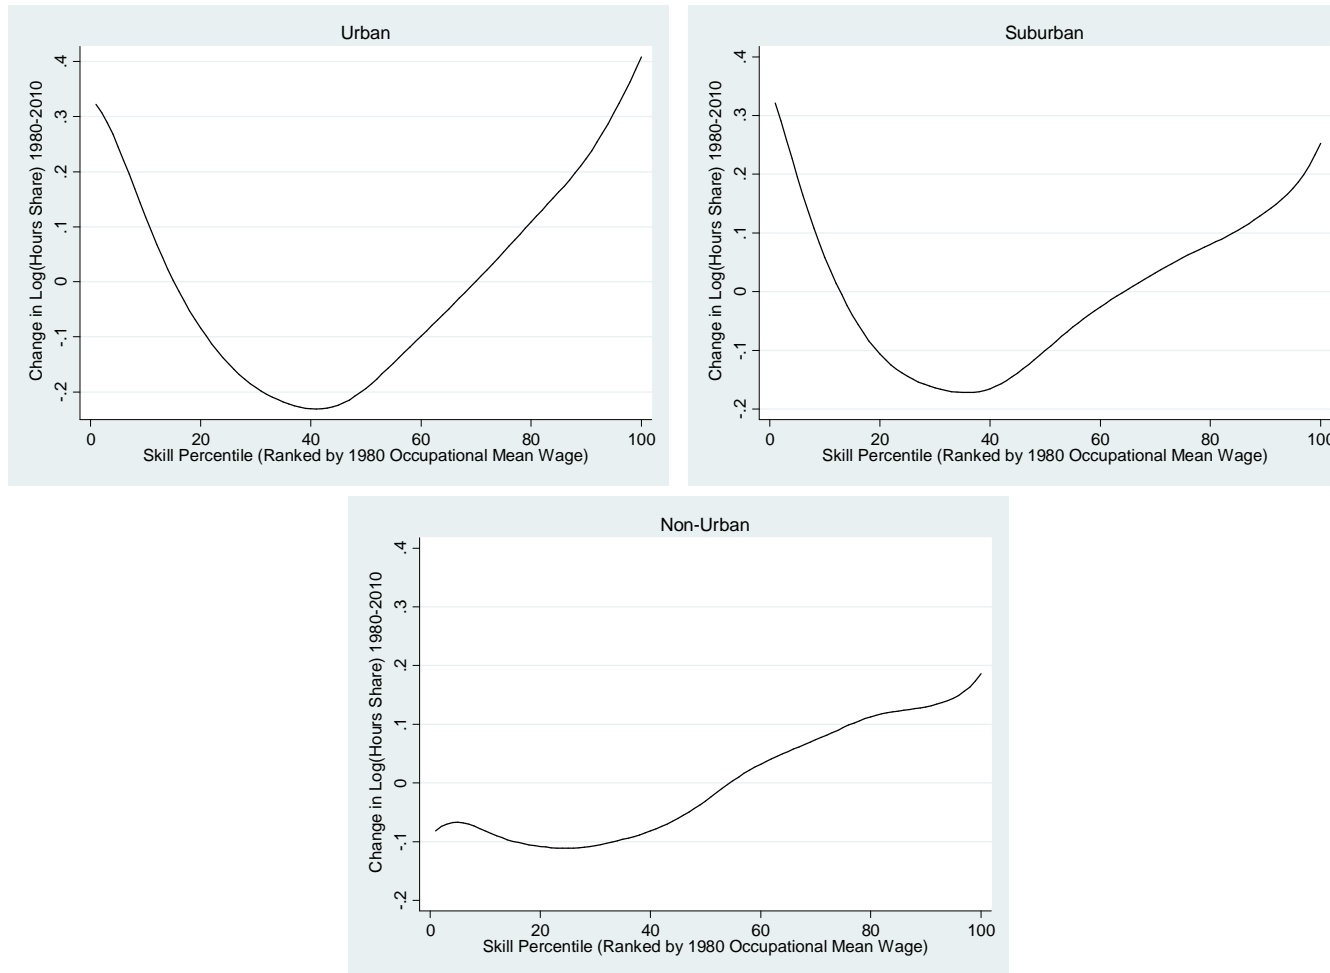 Urban
Change in Log(Hours Share) 1980-2010
.4
.3
.2
.1
0
-.1
-.2
0 20 40 60 80 100
Skill Percentile (Ranked by 1980 Occupational Mean Wage)
Suburban
Change in Log(Hours Share) 1980-2010
.4
.3
.2
.1
0
-.1
-.2
0 20 40 60 80 100
Skill Percentile (Ranked by 1980 Occupational Mean Wage)
Non-Urban
Change in Log(Hours Share) 1980-2010
.4
.3
.2
.1
0
-.1
-.2
0 20 40 60 80 100
Skill Percentile (Ranked by 1980 Occupational Mean Wage)